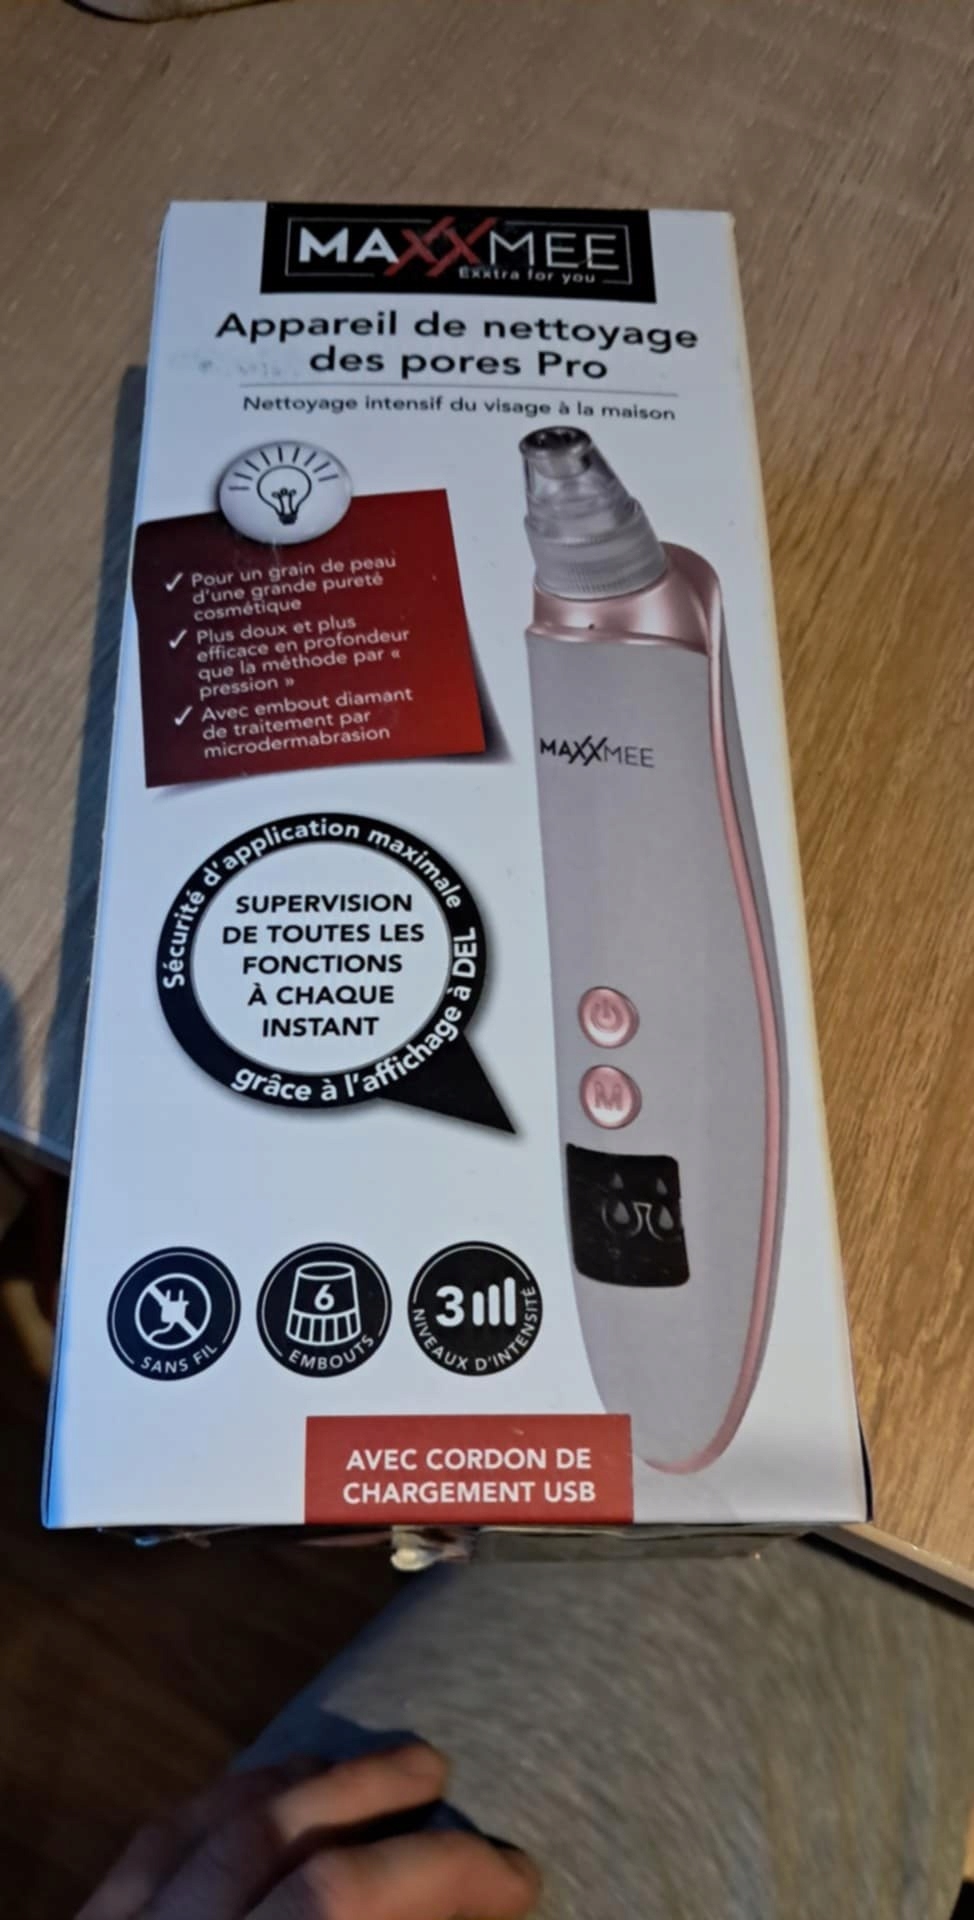 MAXXMEE
Exxtra for you
Appareil de nettoyage
des pores Pro
Nettoyage intensif du visage à la maison
✓ Pour un grain de peau
d'une grande pureté
cosmétique
✓ Plus doux et plus
efficace en profondeur
que la méthode par «
pression »
✓ Avec embout diamant
de traitement par
microdermabrasion
MAXXMEE
Sécurité d'application maximale
grâce à l'affichage à DEL
SUPERVISION
DE TOUTES LES
FONCTIONS
À CHAQUE
INSTANT
M
SANS FIL
6
EMBOUTS
3
NIVEAUX D'INTENSITÉ
AVEC CORDON DE
CHARGEMENT USB